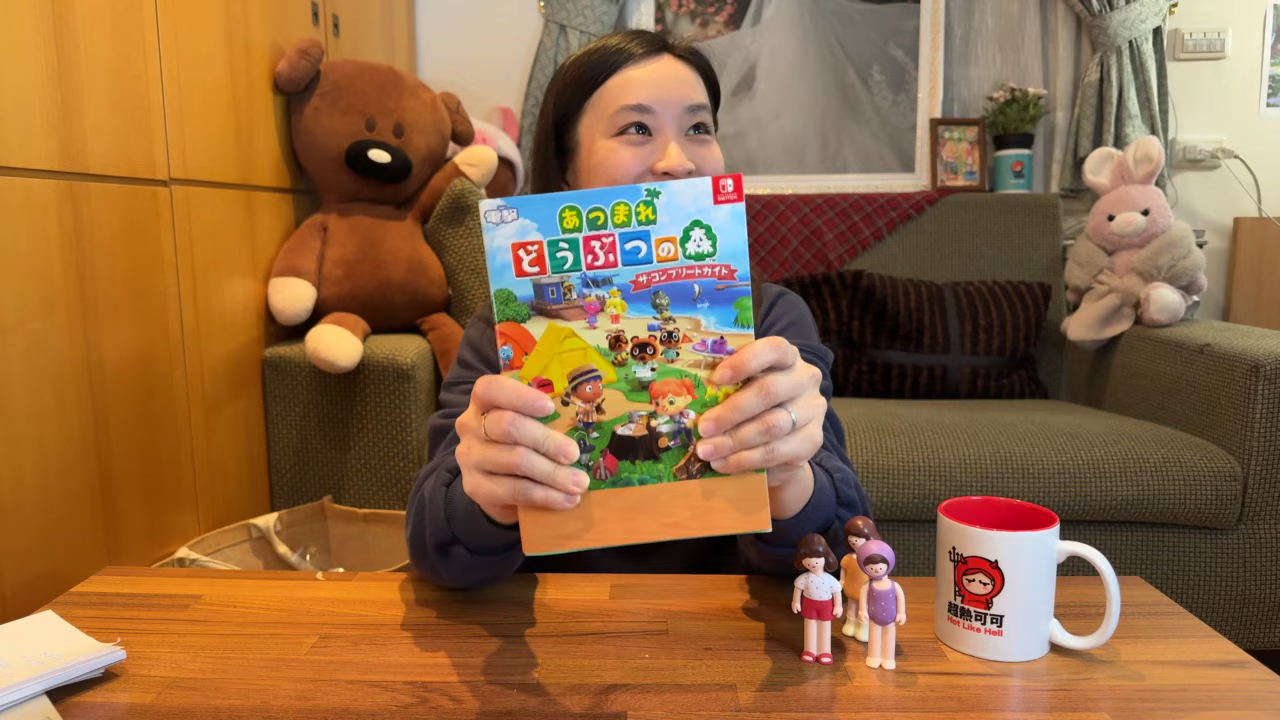 電撃
NINTENDO SWITCH
あつまれ
どうぶつの森
ザ・コンプリートガイド
超熱可可
Hot Like Hell